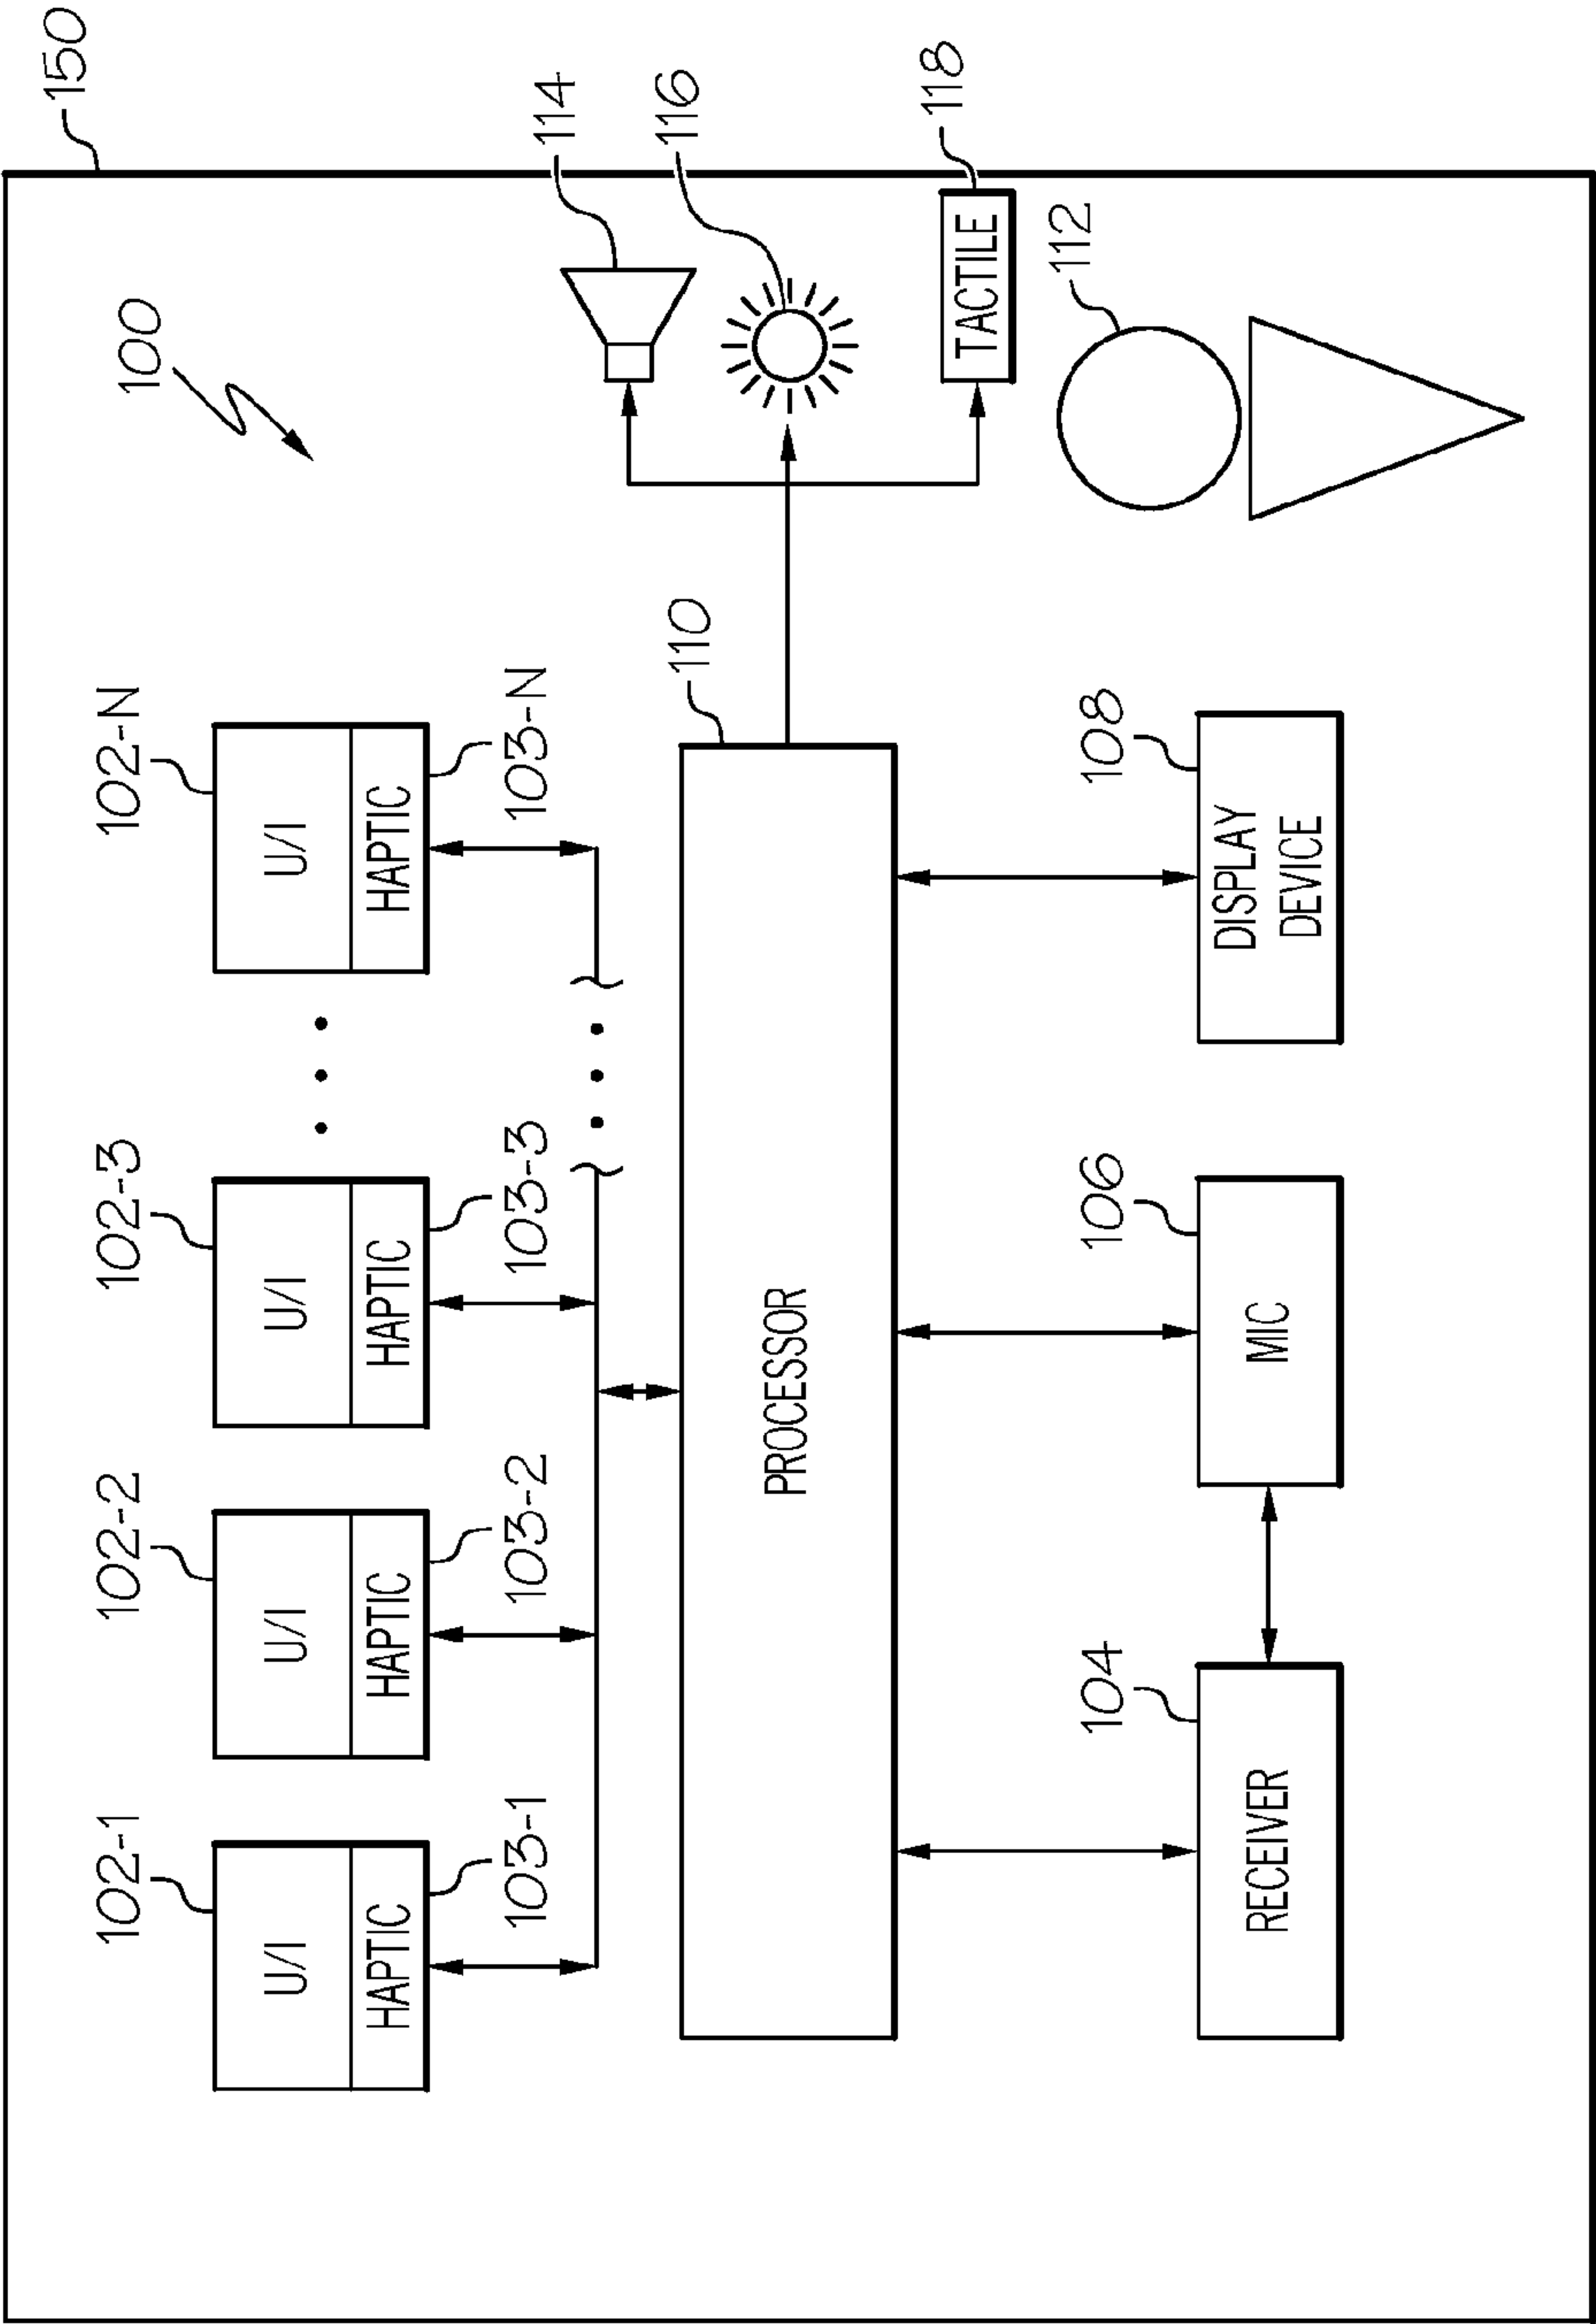 150
100
102-1
102-2
102-3
102-N
U/I
U/I
U/I
U/I
HAPTIC
HAPTIC
HAPTIC
HAPTIC
103-1
103-2
103-3
103-N
114
116
110
PROCESSOR
118
TACTILE
112
104
106
108
RECEIVER
MIC
DISPLAY
DEVICE